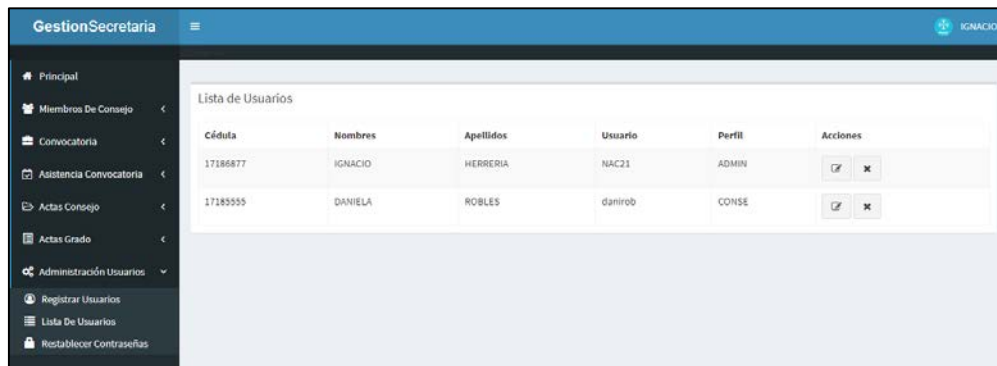 GestionSecretaria
IGNACIO
Principal
Miembros De Consejo
Convocatoria
Asistencia Convocatoria
Actas Consejo
Actas Grado
Administración Usuarios
Registrar Usuarios
Lista De Usuarios
Restablecer Contraseñas
Lista de Usuarios
Cédula Nombres Apellidos Usuario Perfil Acciones
17186877 IGNACIO HERRERIA NAC21 ADMIN
17185555 DANIELA ROBLES danirob CONSE